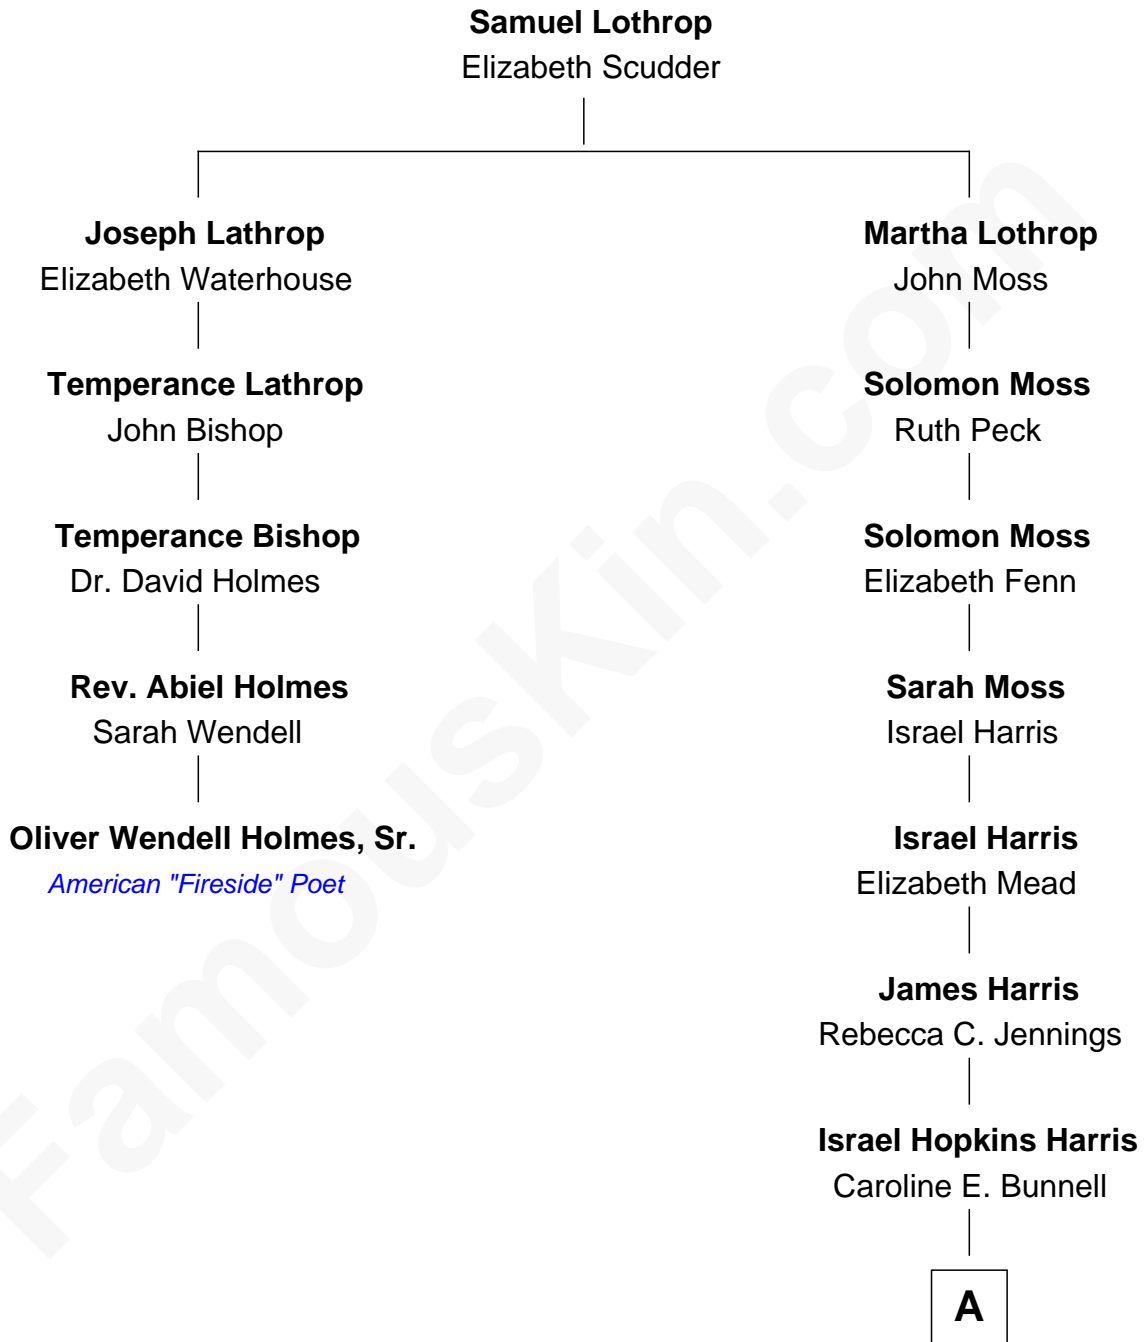 Samuel Lothrop
Elizabeth Scudder
Joseph Lathrop
Elizabeth Waterhouse
Temperance Lathrop
John Bishop
Temperance Bishop
Dr. David Holmes
Rev. Abiel Holmes
Sarah Wendell
Oliver Wendell Holmes, Sr.
American "Fireside" Poet
Martha Lothrop
John Moss
Solomon Moss
Ruth Peck
Solomon Moss
Elizabeth Fenn
Sarah Moss
Israel Harris
Israel Harris
Elizabeth Mead
James Harris
Rebecca C. Jennings
Israel Hopkins Harris
Caroline E. Bunnell
A
FamousKin.com